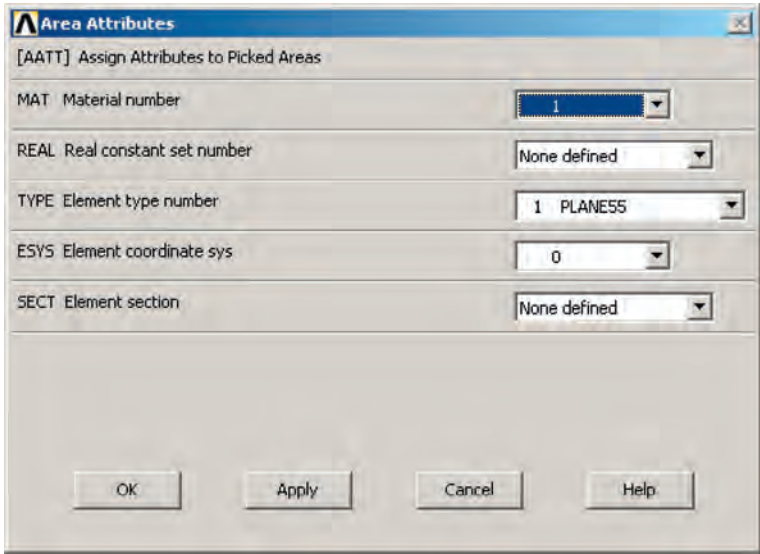 Area Attributes
[AATT] Assign Attributes to Picked Areas
MAT Material number 1
REAL Real constant set number None defined
TYPE Element type number 1 PLANE55
ESYS Element coordinate sys 0
SECT Element section None defined
OK Apply Cancel Help